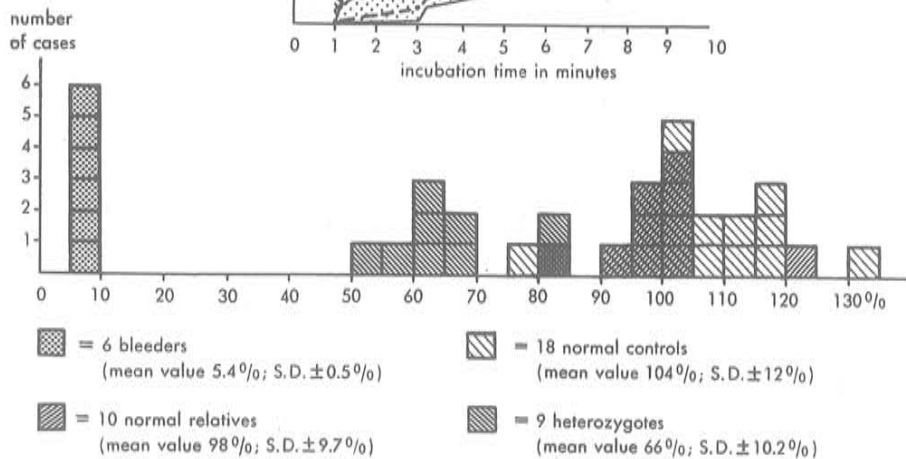 0 1 2 3 4 5 6 7 8 9 10
incubation time in minutes
number
of cases
6
5
4
3
2
1
0 10 20 30 40 50 60 70 80 90 100 110 120 130%
= 6 bleeders
(mean value 5.4%; S.D. ±0.5%)
= 18 normal controls
(mean value 104%; S.D. ±12%)
= 10 normal relatives
(mean value 98%; S.D. ±9.7%)
= 9 heterozygotes
(mean value 66%; S.D. ±10.2%)